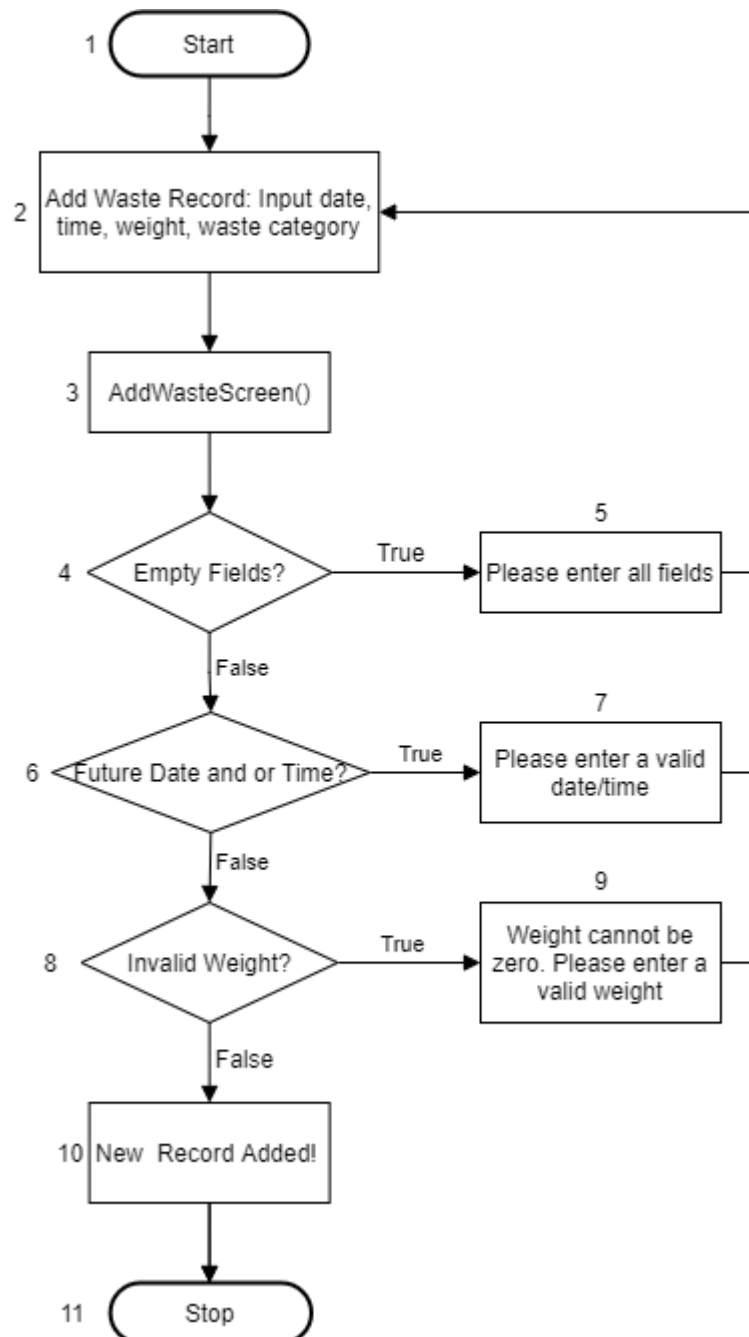 1
Start
2
Add Waste Record: Input date,
time, weight, waste category
3
AddWasteScreen()
4
Empty Fields?
True
5
Please enter all fields
False
6
Future Date and or Time?
True
7
Please enter a valid
date/time
False
8
Invalid Weight?
True
9
Weight cannot be
zero. Please enter a
valid weight
False
10
New  Record Added!
11
Stop